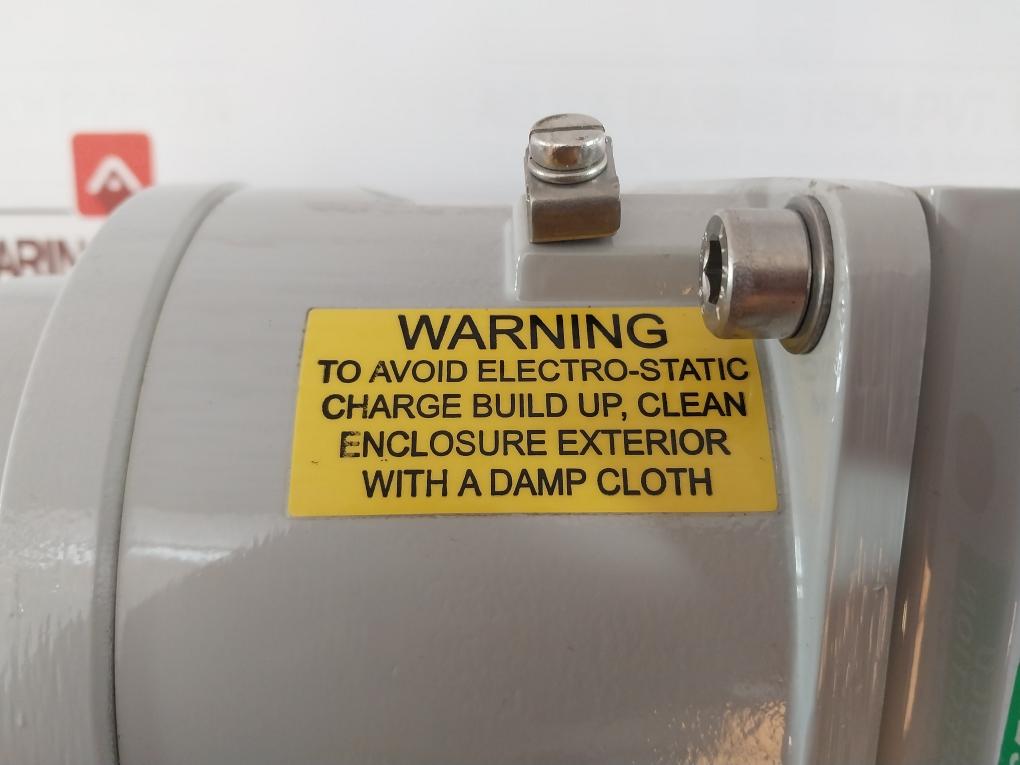 WARNING
TO AVOID ELECTRO-STATIC
CHARGE BUILD UP, CLEAN
ENCLOSURE EXTERIOR
WITH A DAMP CLOTH